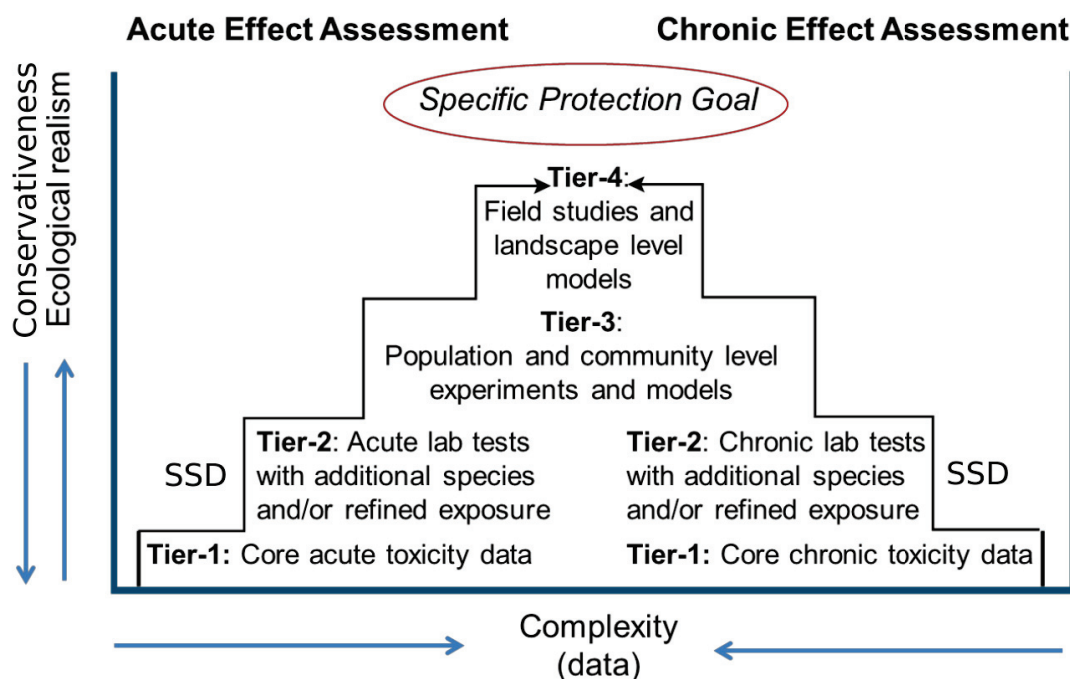 Acute Effect Assessment
Chronic Effect Assessment
Conservativeness
Ecological realism
Specific Protection Goal
Tier-4:
Field studies and
landscape level
models
Tier-3:
Population and community level
experiments and models
SSD
Tier-2: Acute lab tests
with additional species
and/or refined exposure
Tier-2: Chronic lab tests
with additional species
and/or refined exposure
SSD
Tier-1: Core acute toxicity data
Tier-1: Core chronic toxicity data
Complexity
(data)